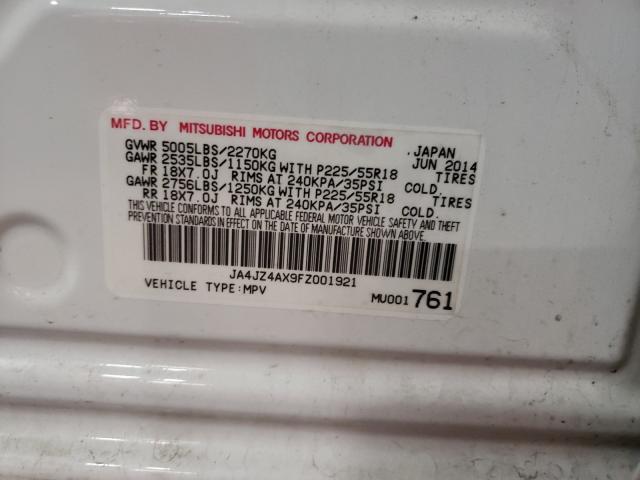 MFD. BY MITSUBISHI MOTORS CORPORATION , JAPAN
GVWR 5005LBS/2270KG JUN 2014
GAWR 2535LBS/1150KG WITH P225/55R18 TIRES
FR 18X7.0J RIMS AT 240KPA/35PSI COLD.
GAWR 2756LBS/1250KG WITH P225/55R18 TIRES
RR 18X7.0J RIMS AT 240KPA/35PSI COLD.
THIS VEHICLE CONFORMS TO ALL APPLICABLE FEDERAL MOTOR VEHICLE SAFETY AND THEFT
PREVENTION STANDARDS IN EFFECT ON THE DATE OF MANUFACTURE SHOWN ABOVE.
JA4JZ4AX9FZ001921
VEHICLE TYPE:MPV MU001761